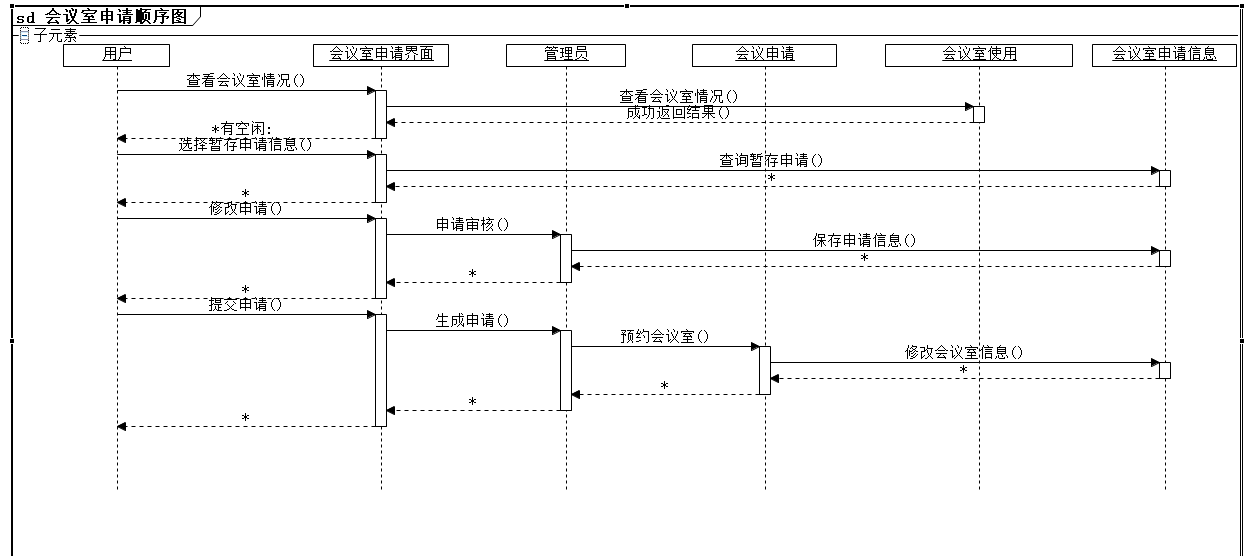 sd 会议室申请顺序图
子元素
用户 会议室申请界面 管理员 会议申请 会议室使用 会议室申请信息
查看会议室情况()
查看会议室情况()
成功返回结果()
*有空闲:
选择暂存申请信息()
查询暂存申请()
*
*
修改申请()
申请审核()
保存申请信息()
*
*
*
提交申请()
生成申请()
预约会议室()
修改会议室信息()
*
*
*
*